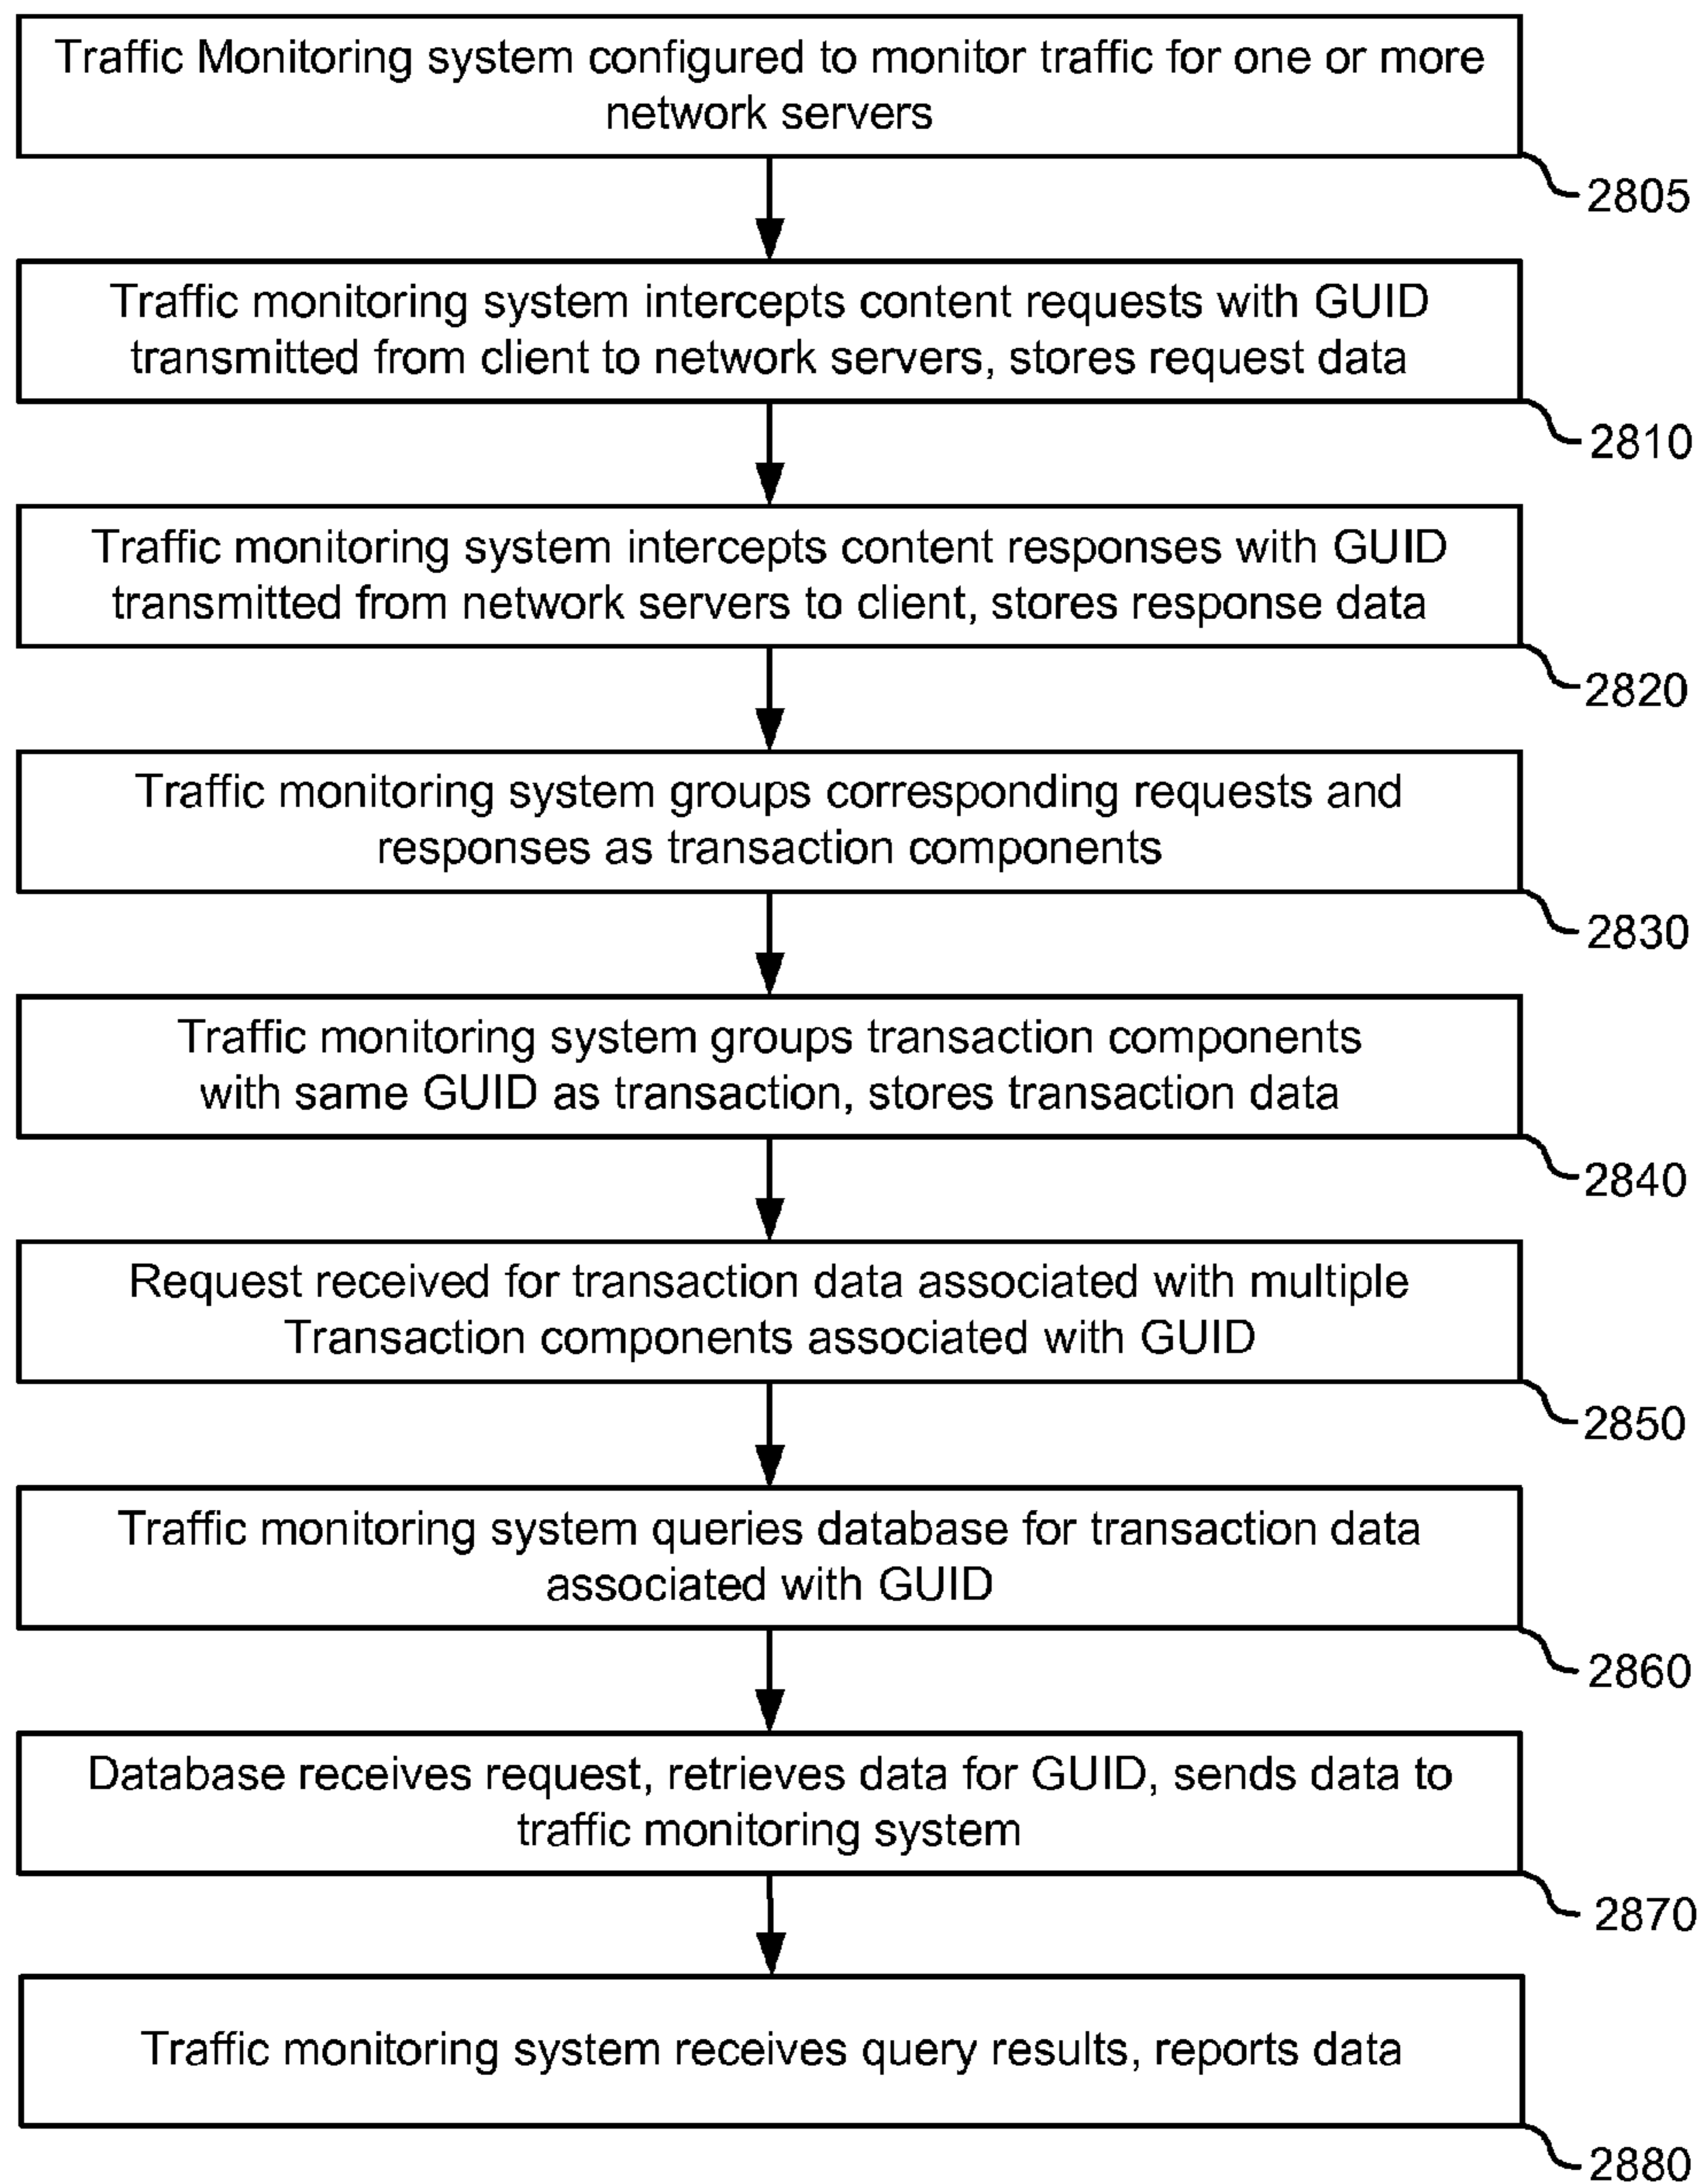 Traffic Monitoring system configured to monitor traffic for one or more
network servers
2805
Traffic monitoring system intercepts content requests with GUID
transmitted from client to network servers, stores request data
2810
Traffic monitoring system intercepts content responses with GUID
transmitted from network servers to client, stores response data
2820
Traffic monitoring system groups corresponding requests and
responses as transaction components
2830
Traffic monitoring system groups transaction components
with same GUID as transaction, stores transaction data
2840
Request received for transaction data associated with multiple
Transaction components associated with GUID
2850
Traffic monitoring system queries database for transaction data
associated with GUID
2860
Database receives request, retrieves data for GUID, sends data to
traffic monitoring system
2870
Traffic monitoring system receives query results, reports data
2880